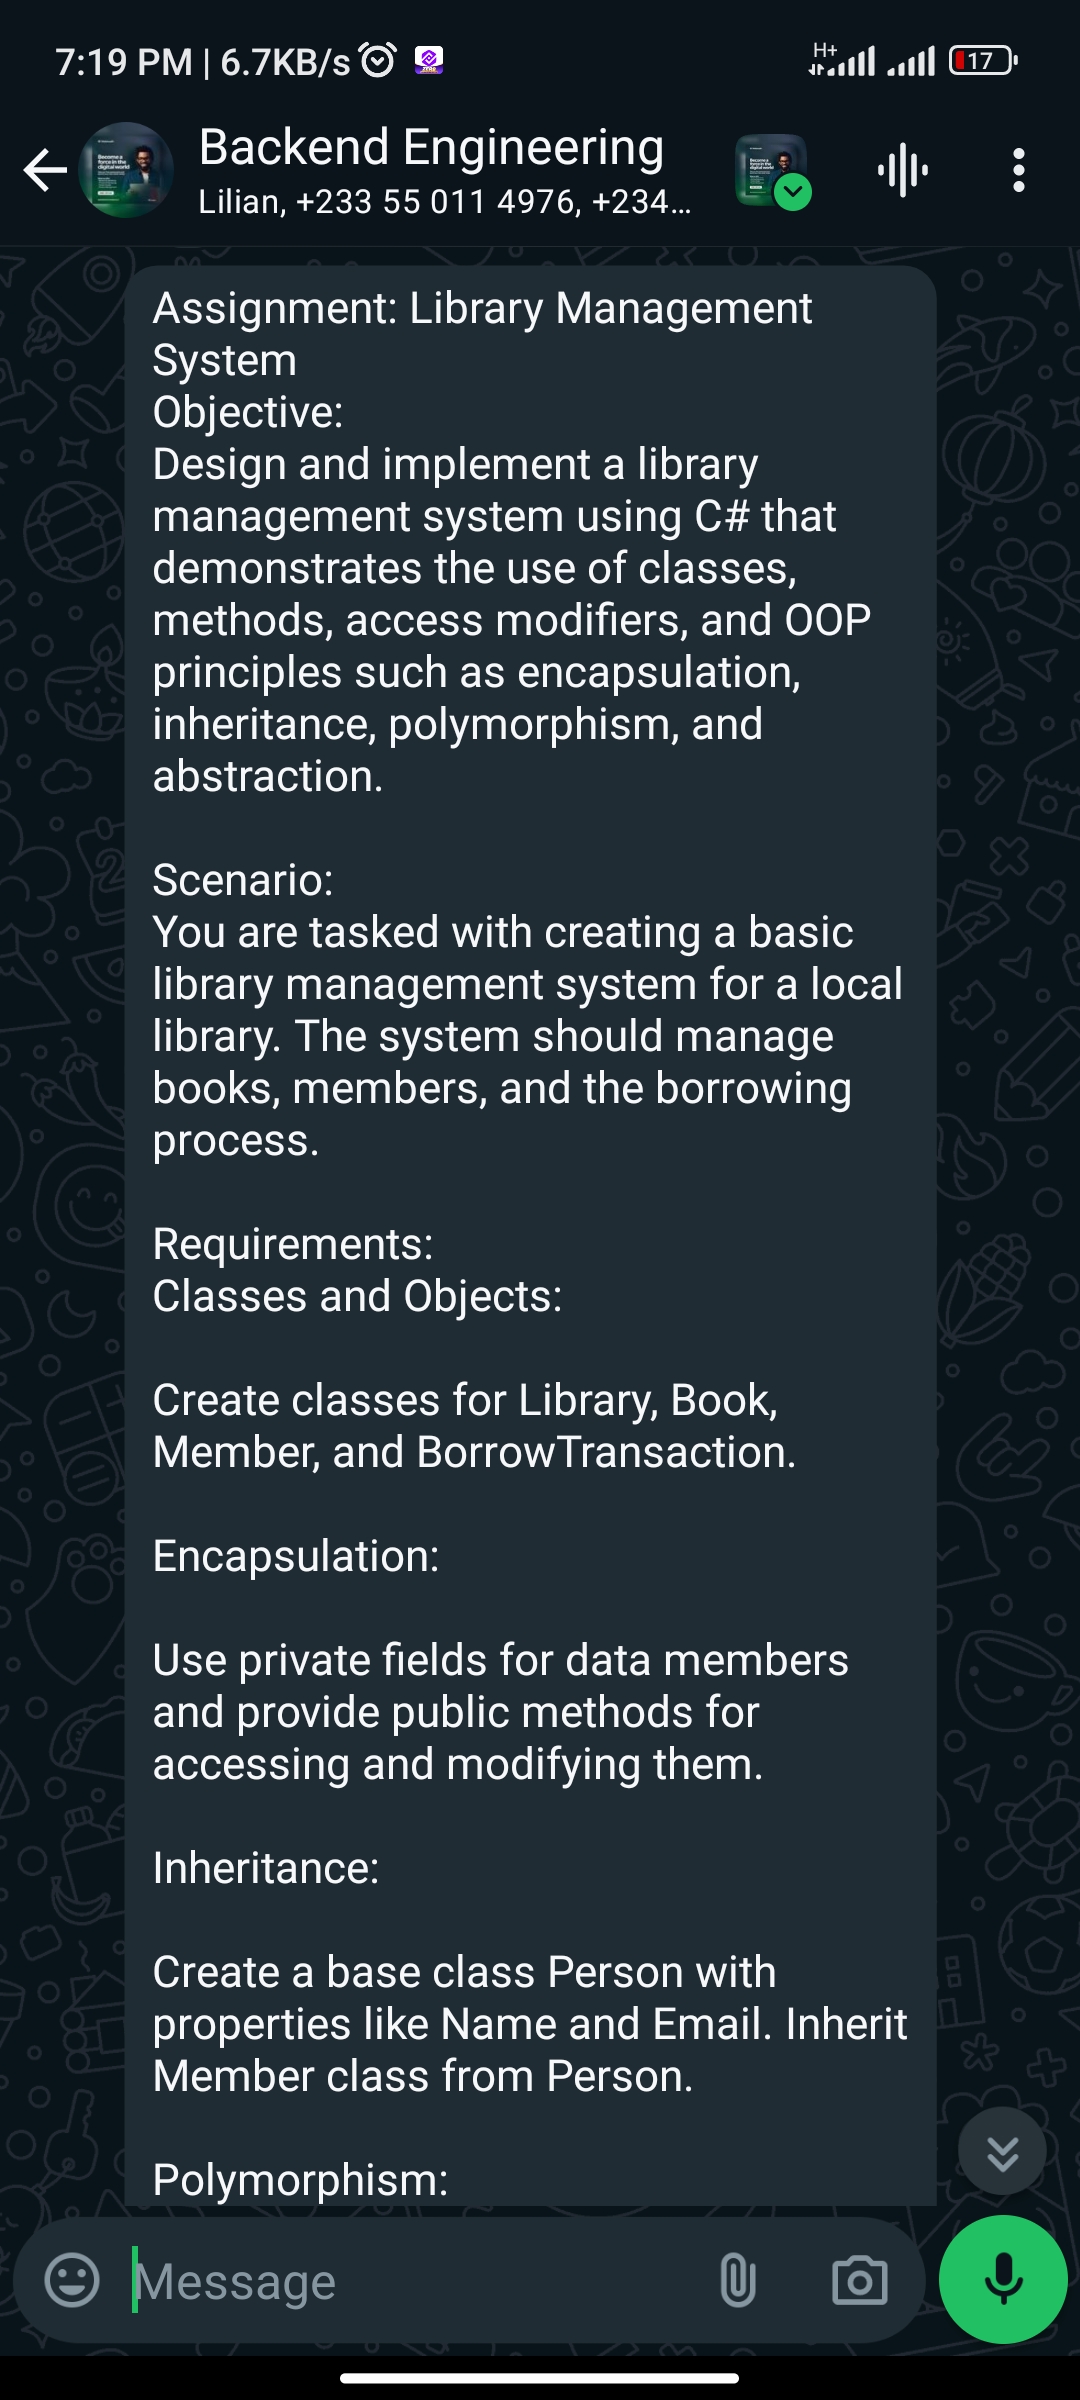 7:19 PM | 6.7KB/s
H+
17
Backend Engineering
Lilian, +233 55 011 4976, +234...
Assignment: Library Management
System
Objective:
Design and implement a library
management system using C# that
demonstrates the use of classes,
methods, access modifiers, and OOP
principles such as encapsulation,
inheritance, polymorphism, and
abstraction.
Scenario:
You are tasked with creating a basic
library management system for a local
library. The system should manage
books, members, and the borrowing
process.
Requirements:
Classes and Objects:
Create classes for Library, Book,
Member, and BorrowTransaction.
Encapsulation:
Use private fields for data members
and provide public methods for
accessing and modifying them.
Inheritance:
Create a base class Person with
properties like Name and Email. Inherit
Member class from Person.
Polymorphism:
Message